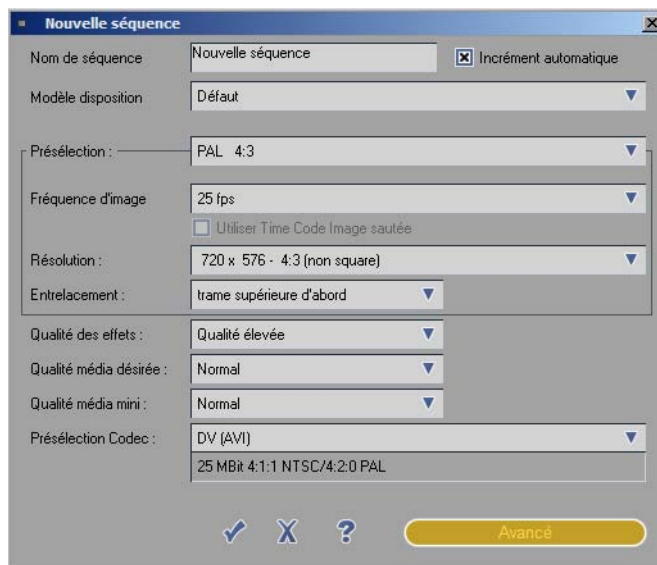 Nouvelle séquence
Nom de séquence Nouvelle séquence Incrément automatique
Modèle disposition Défaut
Présélection : PAL 4:3
Fréquence d'image 25 fps
Utiliser Time Code Image sautée
Résolution : 720 x 576 - 4:3 (non square)
Entrelacement : trame supérieure d'abord
Qualité des effets : Qualité élevée
Qualité média désirée : Normal
Qualité média mini : Normal
Présélection Codec : DV (AVI)
25 MBit 4:1:1 NTSC/4:2:0 PAL
Avancé